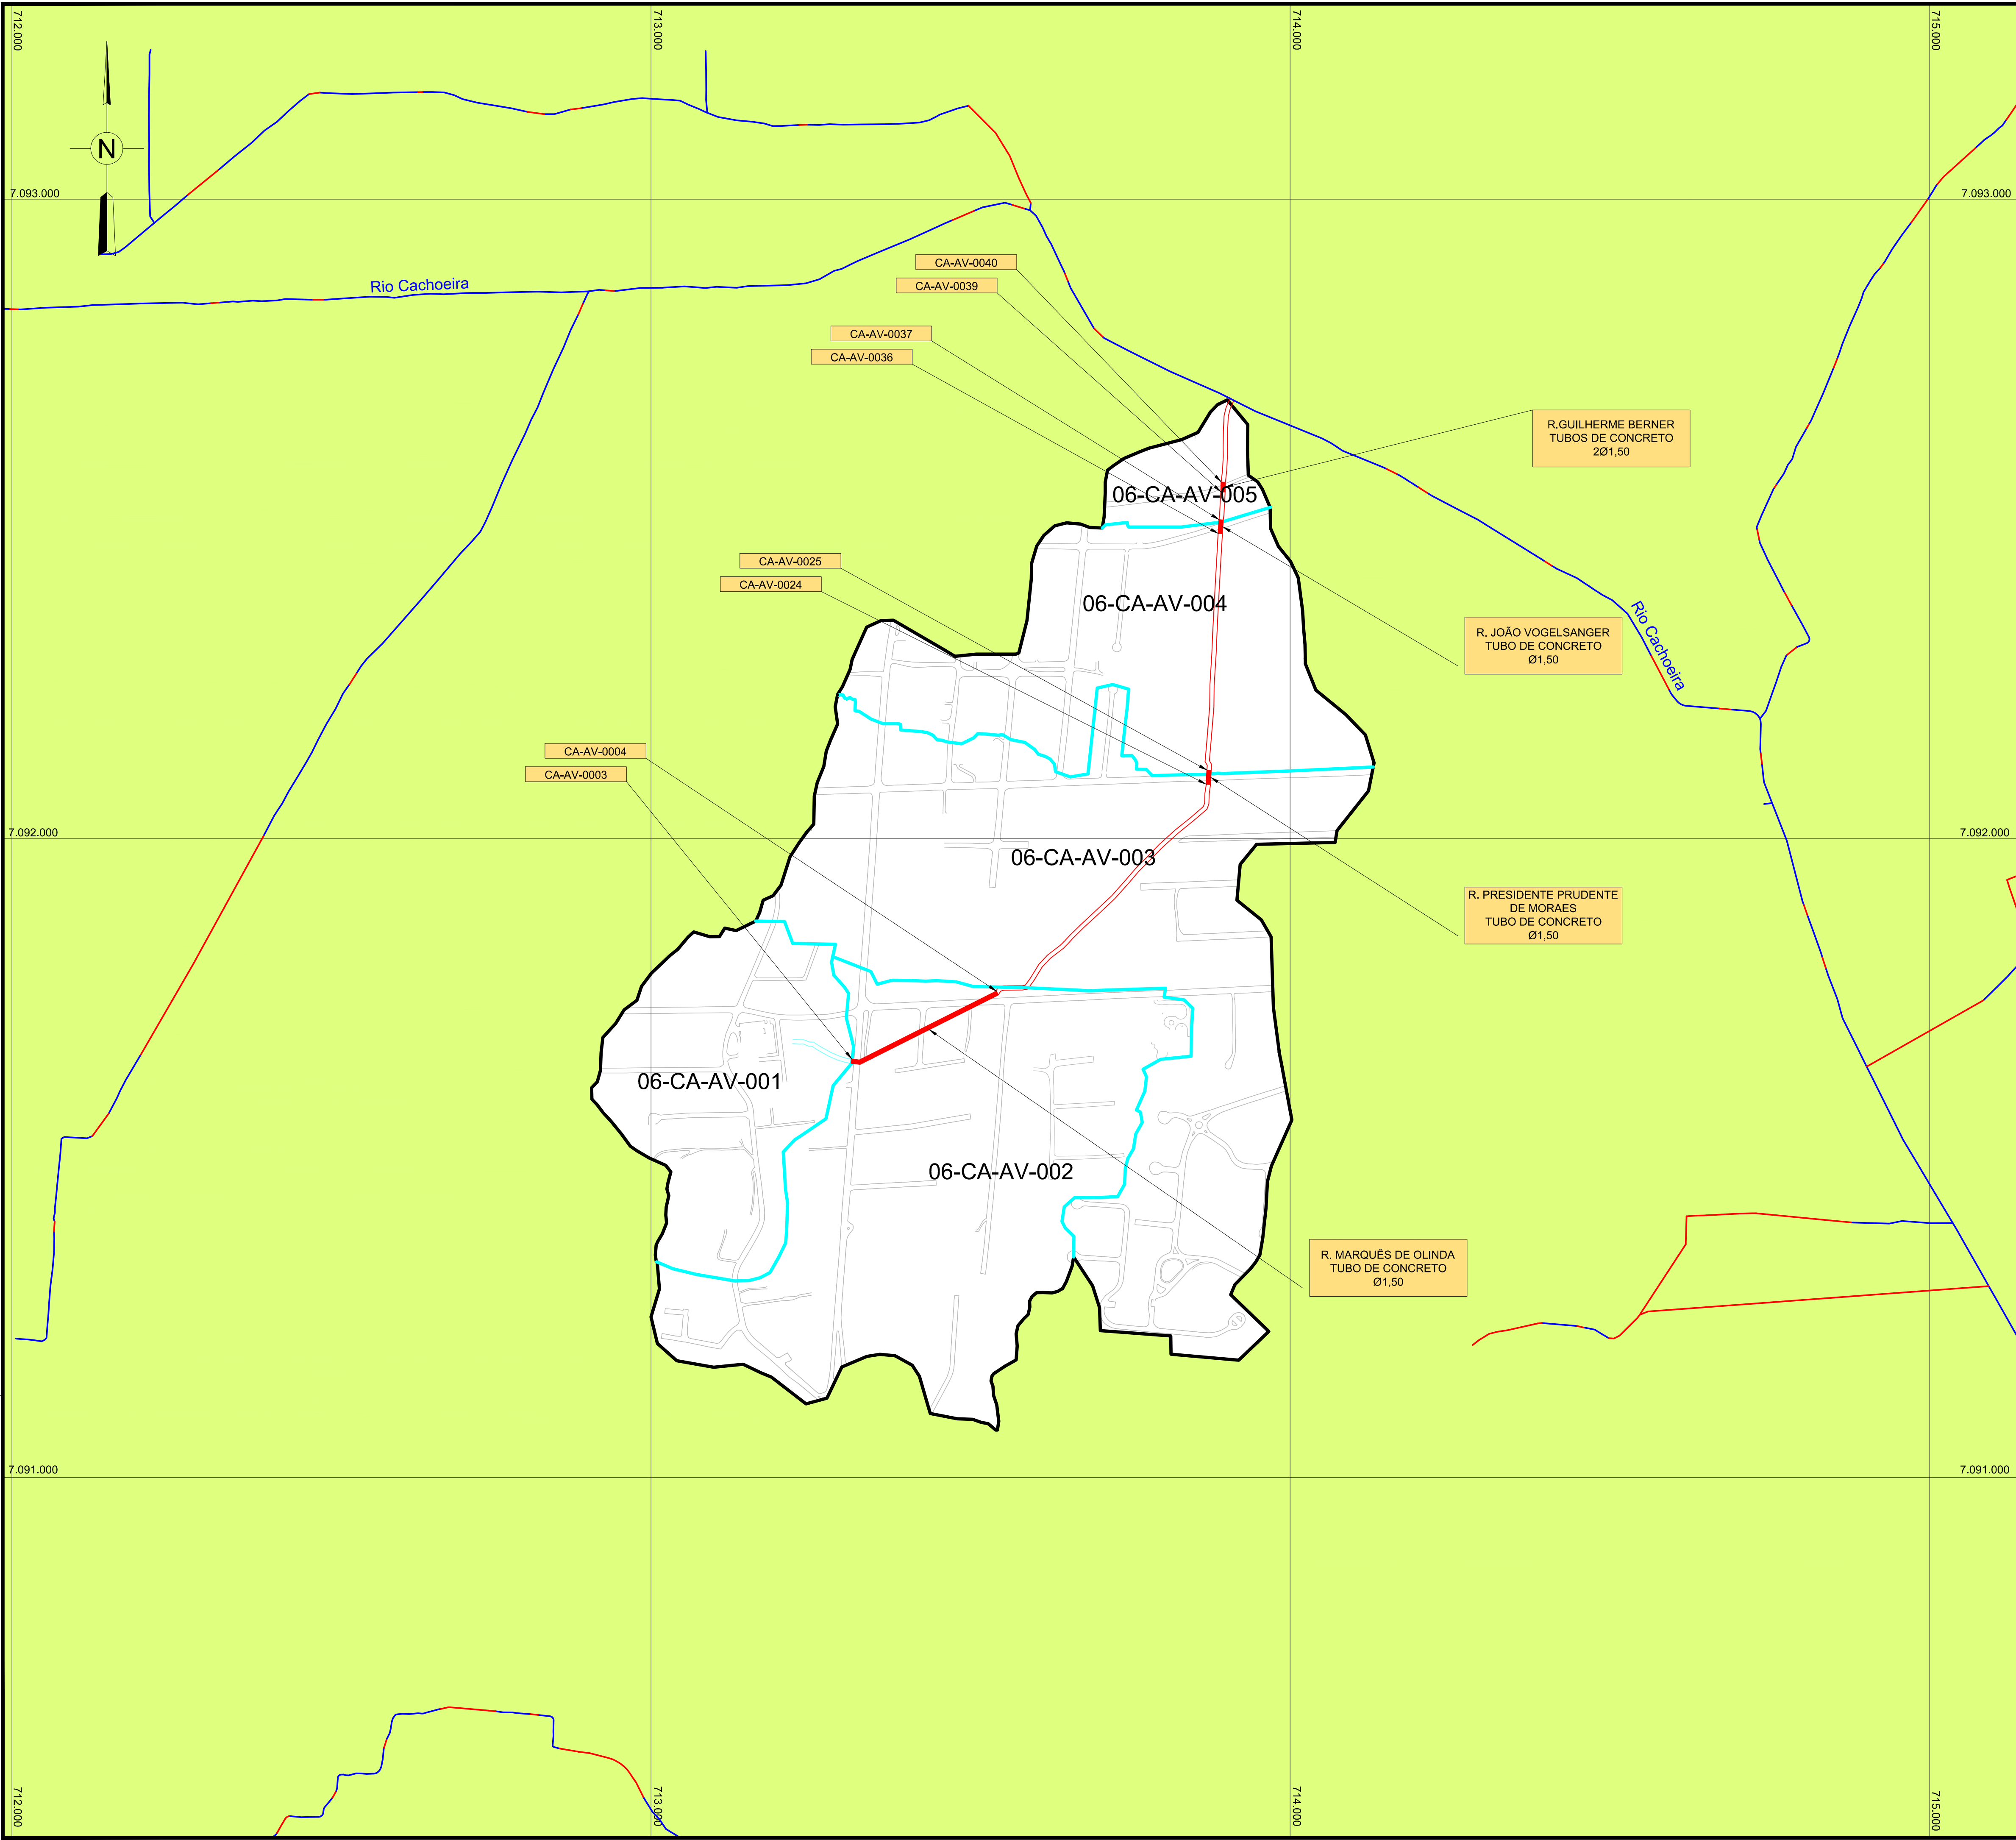 712.000
713.000
714.000
715.000
N
7.093.000
7.093.000
Rio Cachoeira
CA-AV-0040
CA-AV-0039
CA-AV-0037
CA-AV-0036
R.GUILHERME BERNER
TUBOS DE CONCRETO
2Ø1,50
06-CA-AV-005
CA-AV-0025
CA-AV-0024
06-CA-AV-004
R. JOÃO VOGELSANGER
TUBO DE CONCRETO
Ø1,50
Rio Cachoeira
CA-AV-0004
CA-AV-0003
7.092.000
7.092.000
06-CA-AV-003
R. PRESIDENTE PRUDENTE
DE MORAES
TUBO DE CONCRETO
Ø1,50
06-CA-AV-001
06-CA-AV-002
R. MARQUÊS DE OLINDA
TUBO DE CONCRETO
Ø1,50
7.091.000
7.091.000
712.000
713.000
714.000
715.000